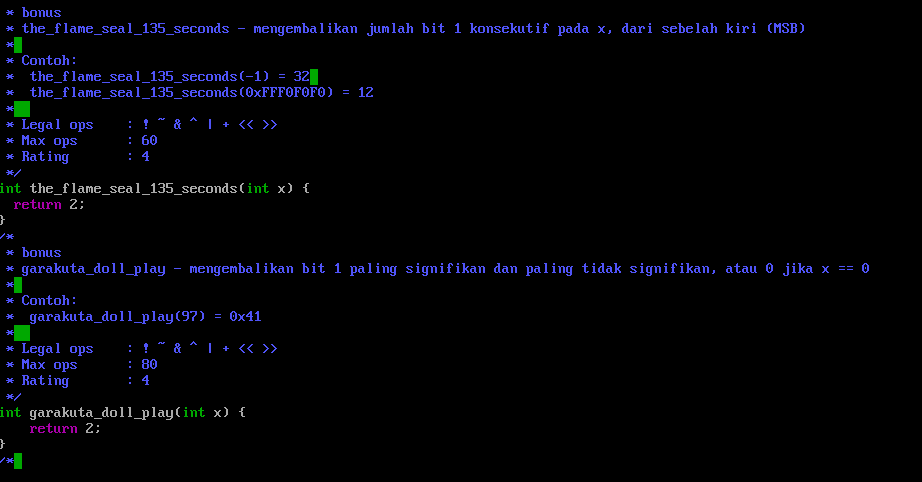 * bonus
* the_flame_seal_135_seconds - mengembalikan jumlah bit 1 konsekutif pada x, dari sebelah kiri (MSB)
*
* Contoh:
*  the_flame_seal_135_seconds(-1) = 32
*  the_flame_seal_135_seconds(0xFFF0F0F0) = 12
*
* Legal ops    : ! ~ & ^ | + << >>
* Max ops      : 60
* Rating       : 4
*/
int the_flame_seal_135_seconds(int x) {
  return 2;
}
/*
* bonus
* garakuta_doll_play - mengembalikan bit 1 paling signifikan dan paling tidak signifikan, atau 0 jika x == 0
*
* Contoh:
*  garakuta_doll_play(97) = 0x41
*
* Legal ops    : ! ~ & ^ | + << >>
* Max ops      : 80
* Rating       : 4
*/
int garakuta_doll_play(int x) {
    return 2;
}
/*